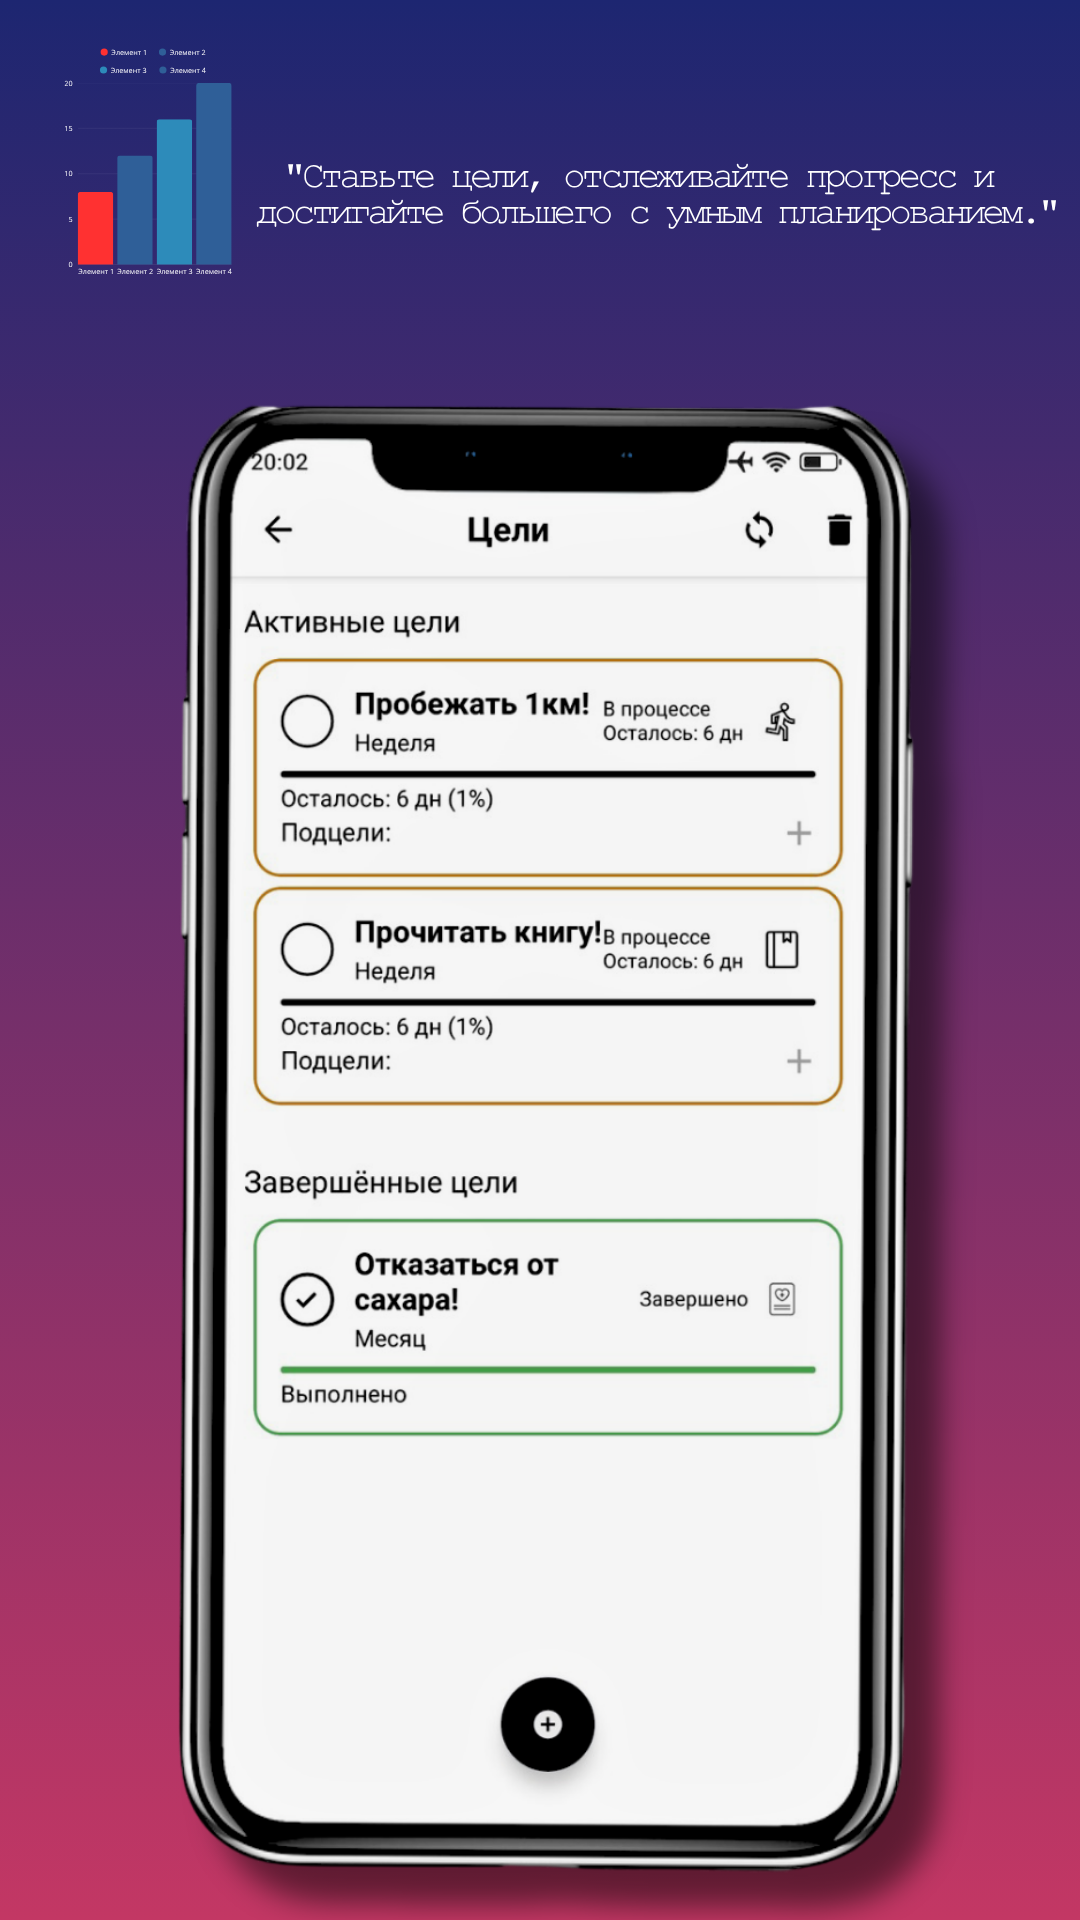 Элемент 1 Элемент 2
Элемент 3 Элемент 4
20
15
10
5
0
Элемент 1 Элемент 2 Элемент 3 Элемент 4
"Ставьте цели, отслеживайте прогресс и
достигайте большего с умным планированием."
20:02
Цели
Активные цели
Пробежать 1км!
Неделя
В процессе
Осталось: 6 дн
Осталось: 6 дн (1%)
Подцели:
Прочитать книгу!
Неделя
В процессе
Осталось: 6 дн
Осталось: 6 дн (1%)
Подцели:
Завершённые цели
Отказаться от
сахара!
Месяц
Завершено
Выполнено